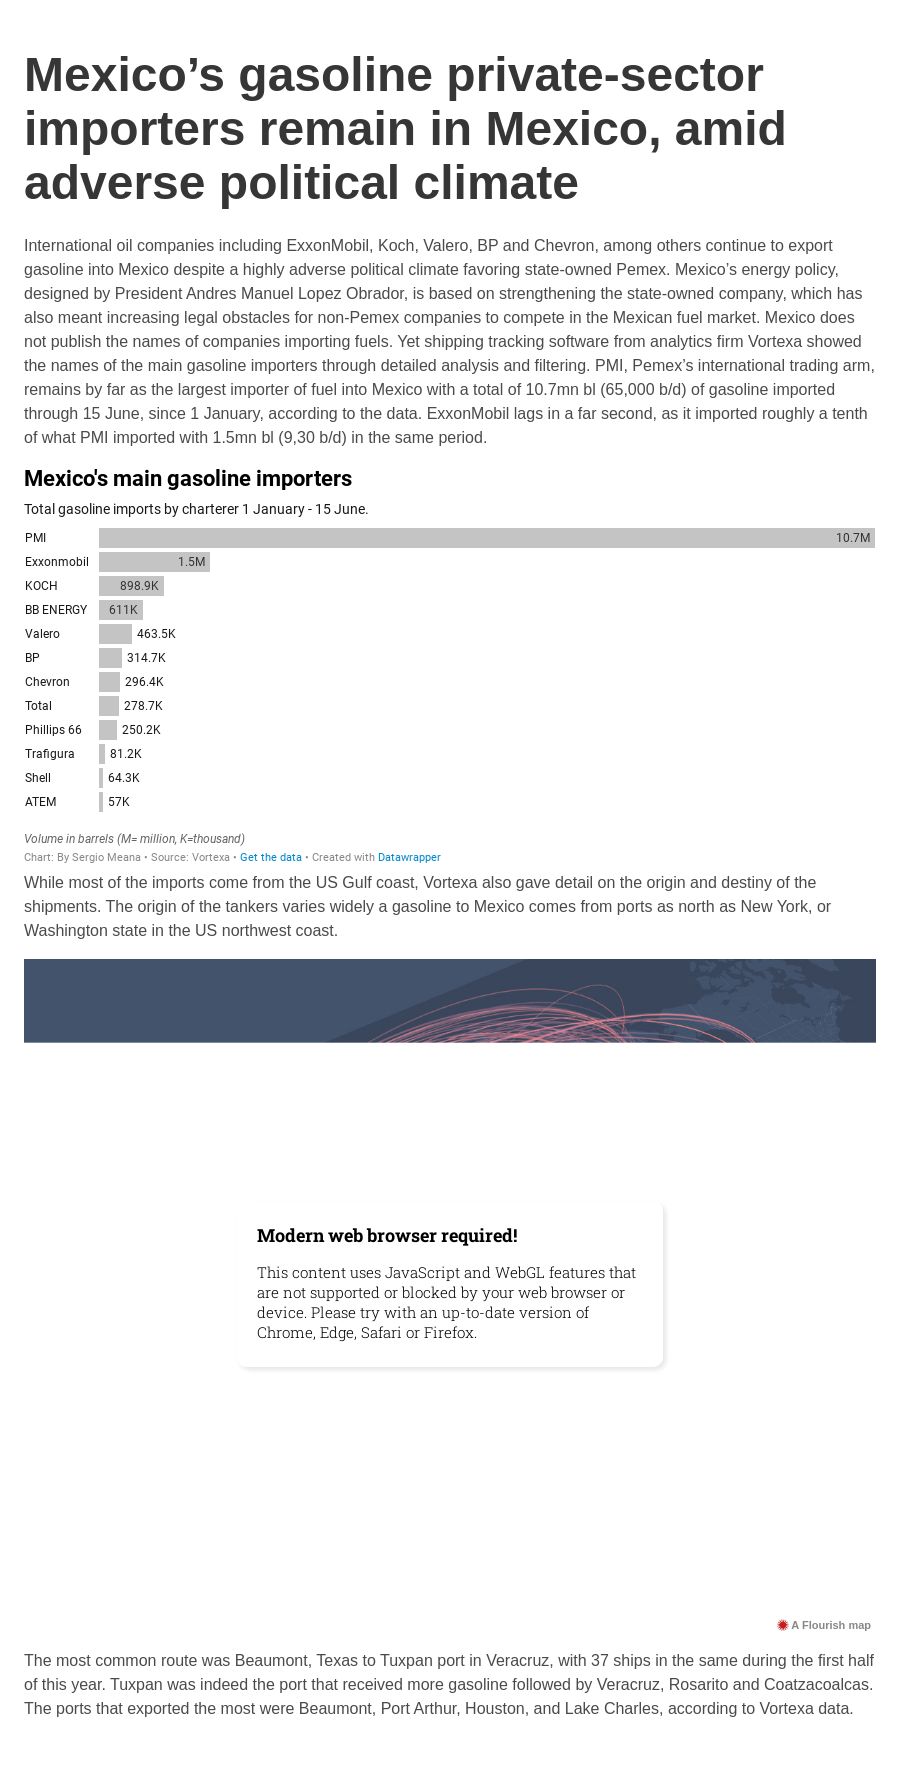 Mexico’s gasoline private-sector
importers remain in Mexico, amid
adverse political climate
International oil companies including ExxonMobil, Koch, Valero, BP and Chevron, among others continue to export
gasoline into Mexico despite a highly adverse political climate favoring state-owned Pemex. Mexico’s energy policy,
designed by President Andres Manuel Lopez Obrador, is based on strengthening the state-owned company, which has
also meant increasing legal obstacles for non-Pemex companies to compete in the Mexican fuel market. Mexico does
not publish the names of companies importing fuels. Yet shipping tracking software from analytics firm Vortexa showed
the names of the main gasoline importers through detailed analysis and filtering. PMI, Pemex’s international trading arm,
remains by far as the largest importer of fuel into Mexico with a total of 10.7mn bl (65,000 b/d) of gasoline imported
through 15 June, since 1 January, according to the data. ExxonMobil lags in a far second, as it imported roughly a tenth
of what PMI imported with 1.5mn bl (9,30 b/d) in the same period.
Mexico's main gasoline importers
Total gasoline imports by charterer 1 January - 15 June.
PMI 10.7M
Exxonmobil 1.5M
KOCH 898.9K
BB ENERGY 611K
Valero 463.5K
BP 314.7K
Chevron 296.4K
Total 278.7K
Phillips 66 250.2K
Trafigura 81.2K
Shell 64.3K
ATEM 57K
Volume in barrels (M= million, K=thousand)
Chart: By Sergio Meana • Source: Vortexa • Get the data • Created with Datawrapper
While most of the imports come from the US Gulf coast, Vortexa also gave detail on the origin and destiny of the
shipments. The origin of the tankers varies widely a gasoline to Mexico comes from ports as north as New York, or
Washington state in the US northwest coast.
Modern web browser required!
This content uses JavaScript and WebGL features that
are not supported or blocked by your web browser or
device. Please try with an up-to-date version of
Chrome, Edge, Safari or Firefox.
A Flourish map
The most common route was Beaumont, Texas to Tuxpan port in Veracruz, with 37 ships in the same during the first half
of this year. Tuxpan was indeed the port that received more gasoline followed by Veracruz, Rosarito and Coatzacoalcas.
The ports that exported the most were Beaumont, Port Arthur, Houston, and Lake Charles, according to Vortexa data.